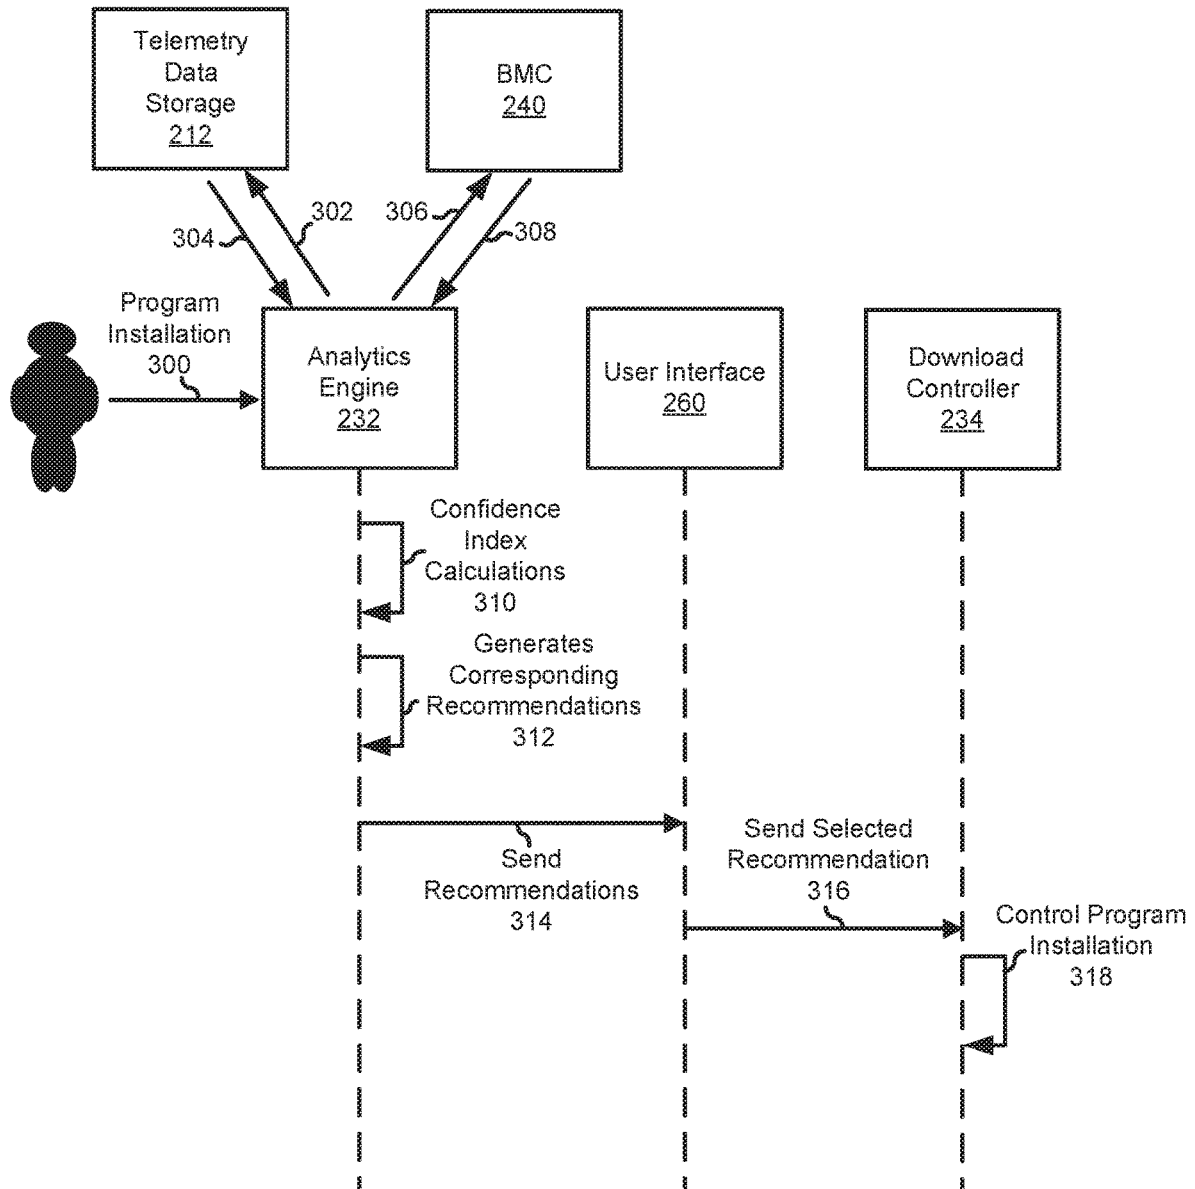 Telemetry
Data
Storage
212
BMC
240
304
302
306
308
Program
Installation
300
Analytics
Engine
232
User Interface
260
Download
Controller
234
Confidence
Index
Calculations
310
Generates
Corresponding
Recommendations
312
Send
Recommendations
314
Send Selected
Recommendation
316
Control Program
Installation
318